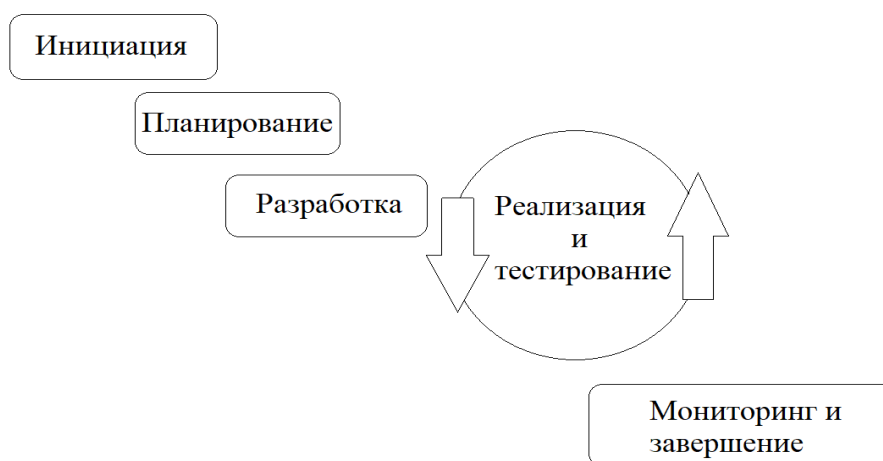 Инициация
Планирование
Разработка
Реализация
и
тестирование
Мониторинг и
завершение